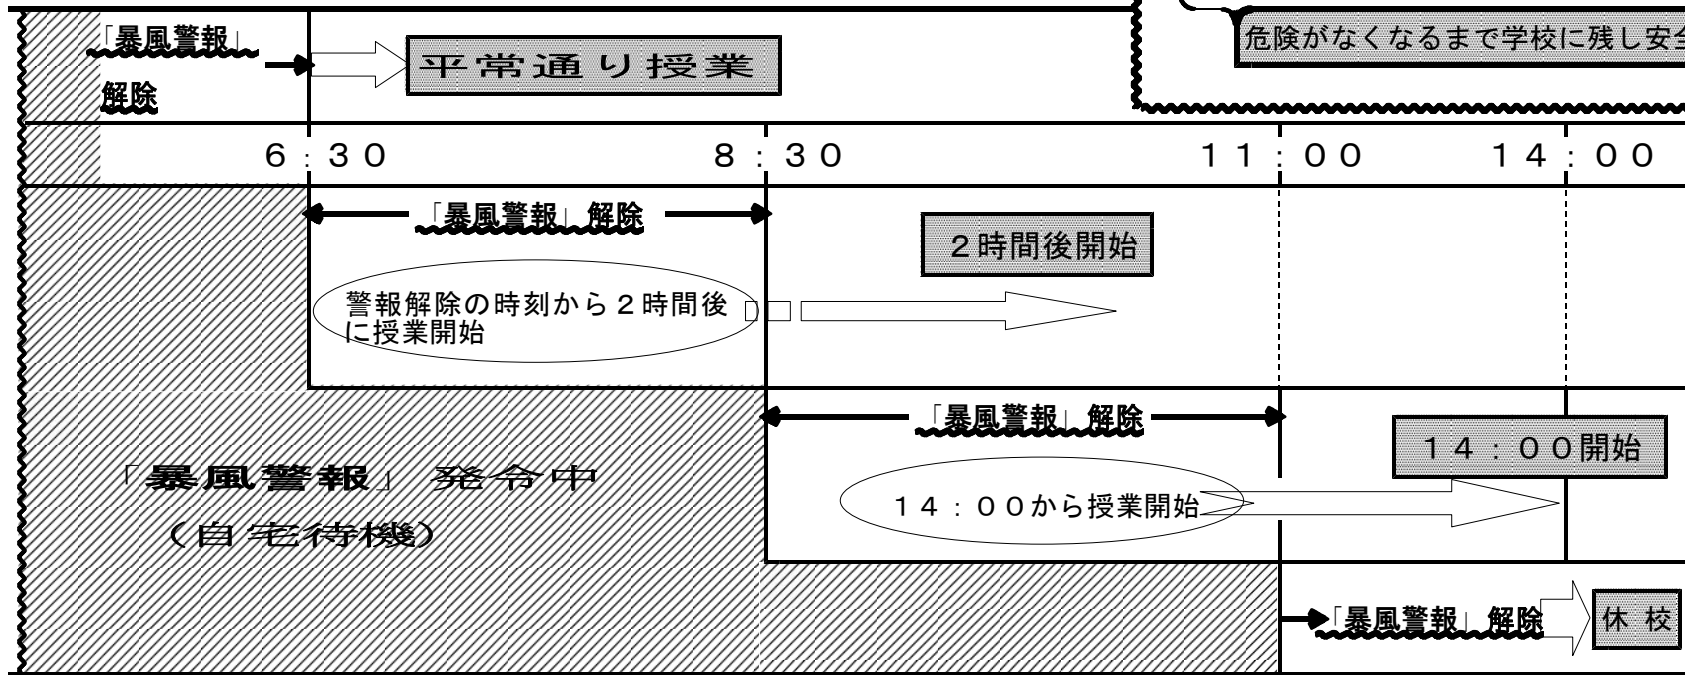 「暴風警報」
解除
平常通り授業
危険がなくなるまで学校に残し安全
6:30
8:30
11:00
14:00
「暴風警報」解除
2時間後開始
警報解除の時刻から2時間後
に授業開始
「暴風警報」解除
14:00開始
14:00から授業開始
「暴風警報」発令中
(自宅待機)
「暴風警報」解除
休校